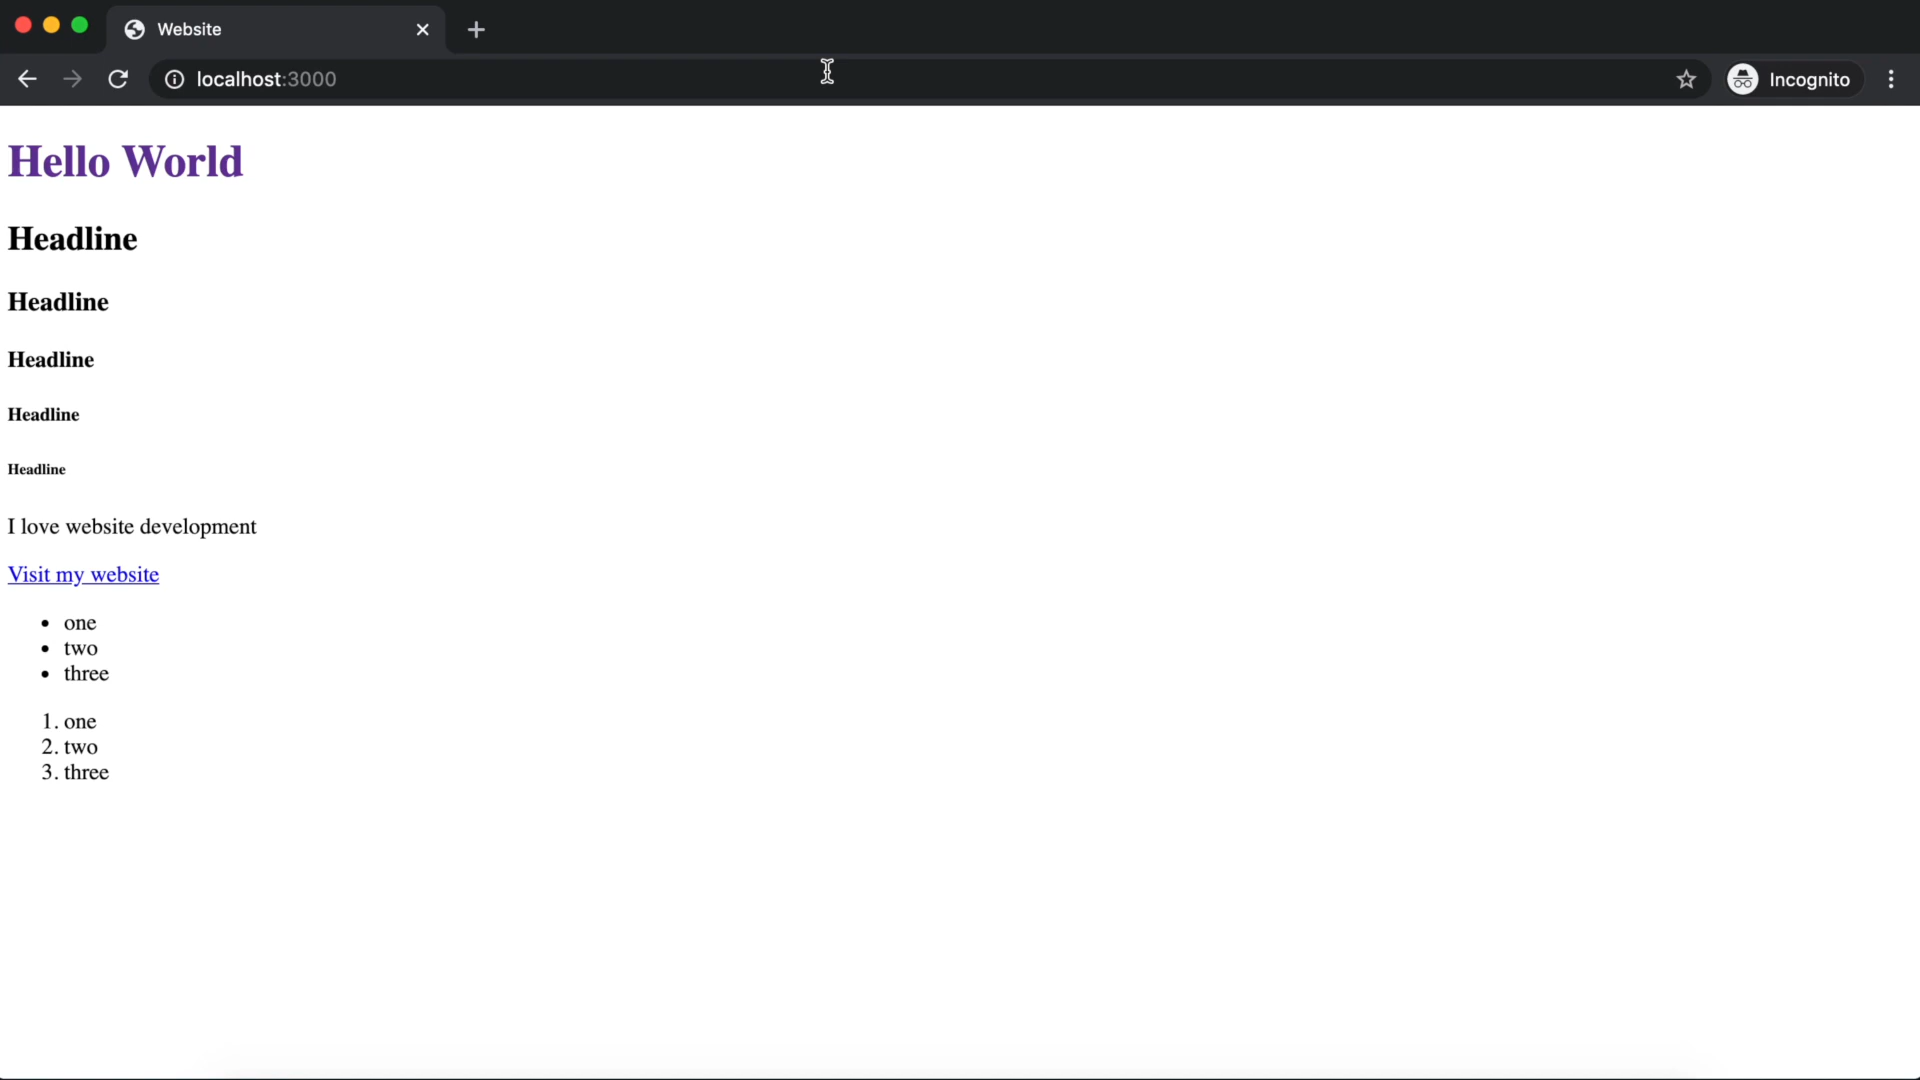 Website
localhost:3000
Incognito
Hello World
Headline
Headline
Headline
Headline
Headline
I love website development
Visit my website
• one
• two
• three
1. one
2. two
3. three